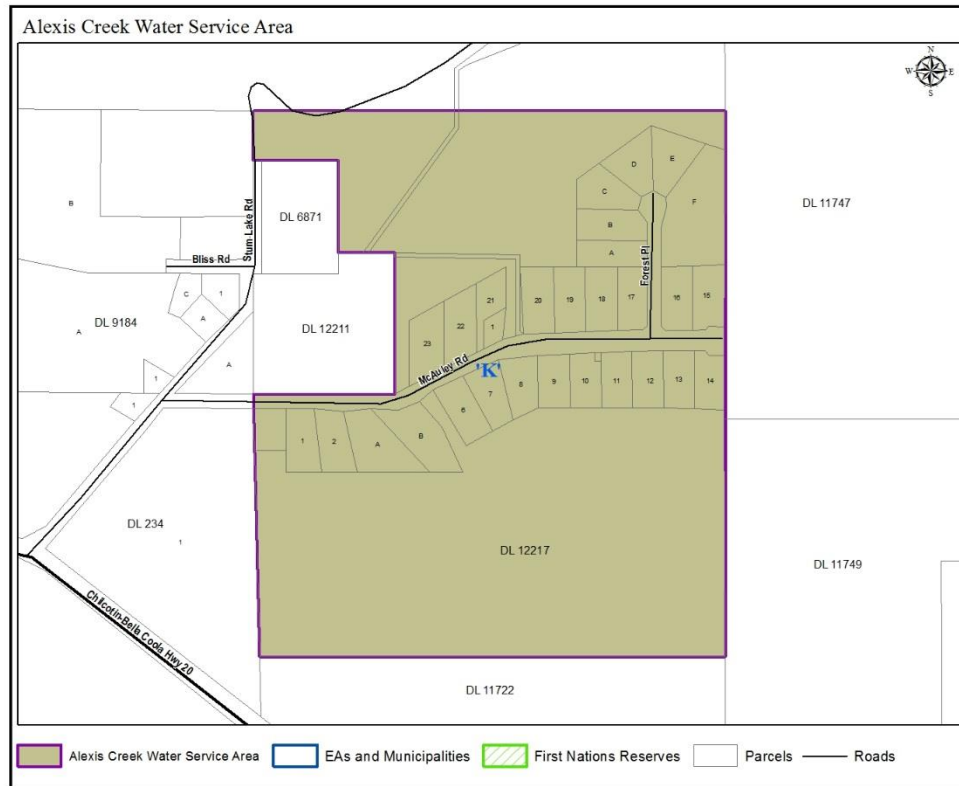 Alexis Creek Water Service Area
N
W E
S
D
E
C
F
B
B
A
DL 6871
DL 11747
Stum Lake Rd
Bliss Rd
Forest Pl
C
1
A
A
DL 9184
A
DL 12211
21
22
23
1
20
19
18
17
16
15
McAuley Rd
'K'
1
1
6
7
8
9
10
11
12
13
14
1
2
A
B
DL 234
1
DL 12217
DL 11749
Chilcotin-Bella Coola Hwy 20
DL 11722
Alexis Creek Water Service Area
EAs and Municipalities
First Nations Reserves
Parcels
Roads